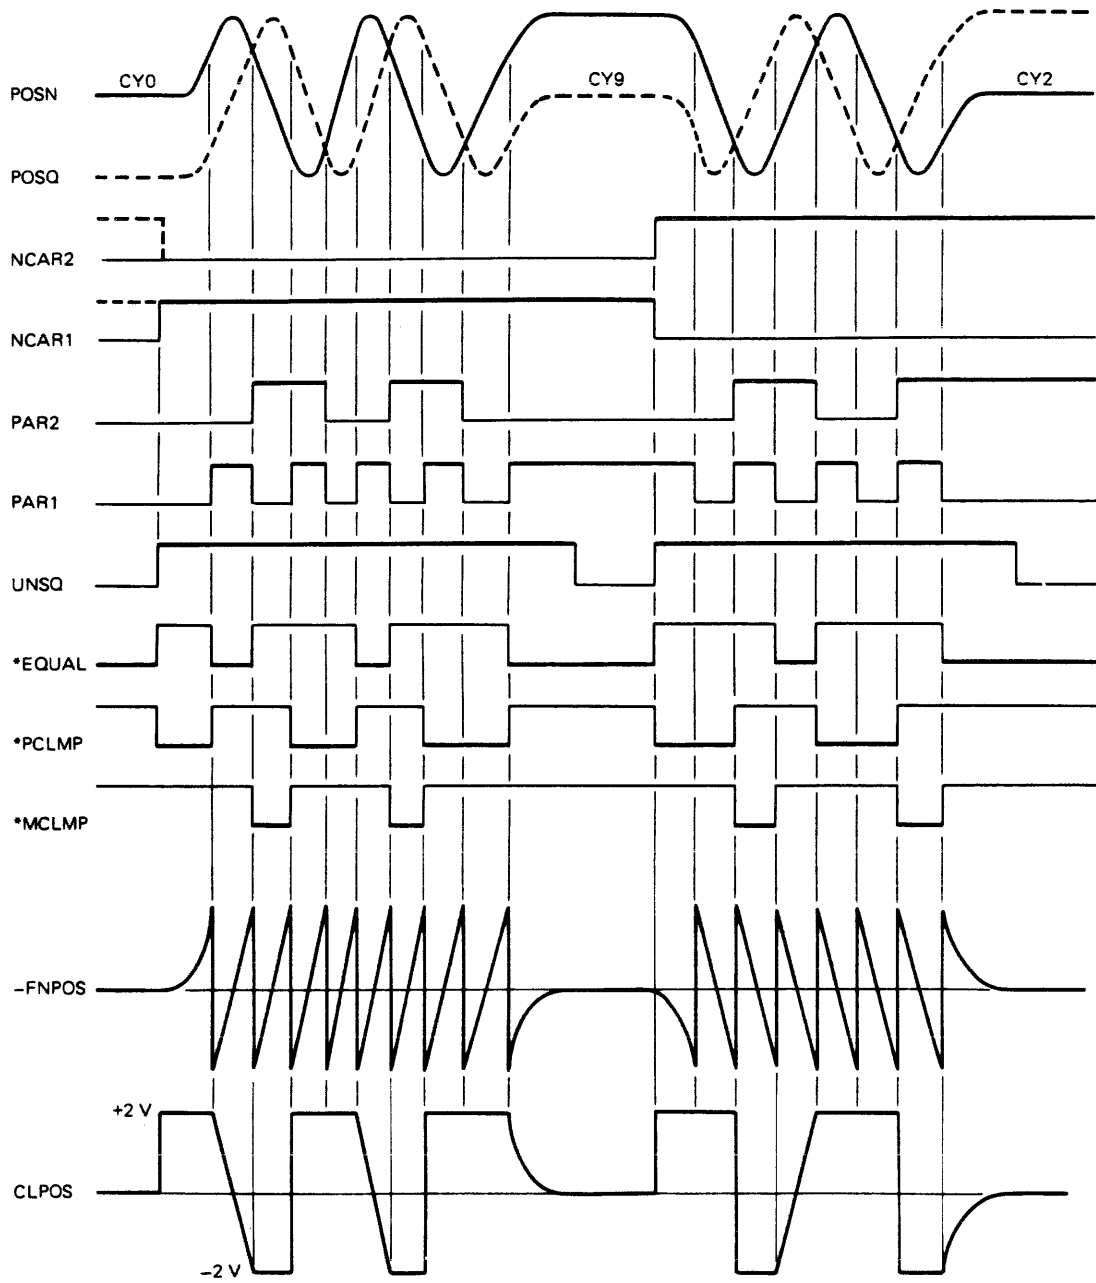 CY0
CY9
CY2
POSN
POSQ
NCAR2
NCAR1
PAR2
PAR1
UNSQ
*EQUAL
*PCLMP
*MCLMP
-FNPOS
+2 V
CLPOS
-2 V